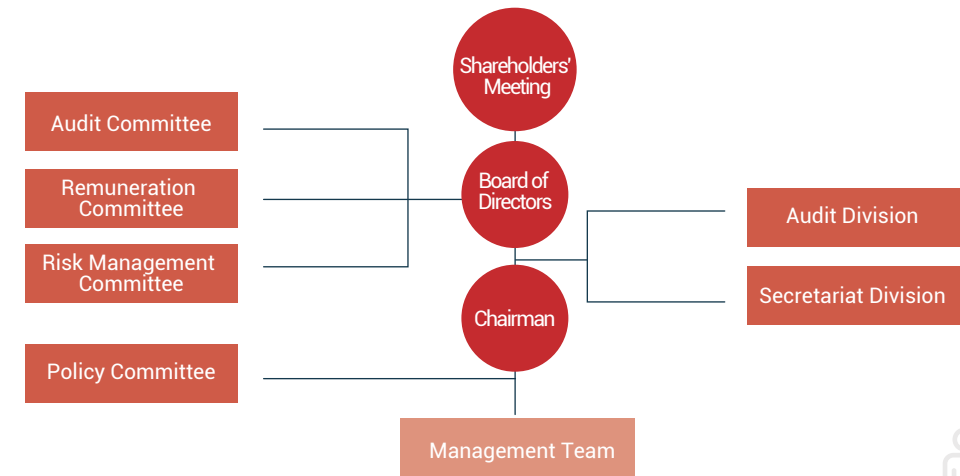 Shareholders'
Meeting
Audit Committee
Remuneration
Committee
Risk Management
Committee
Board of
Directors
Audit Division
Secretariat Division
Chairman
Policy Committee
Management Team